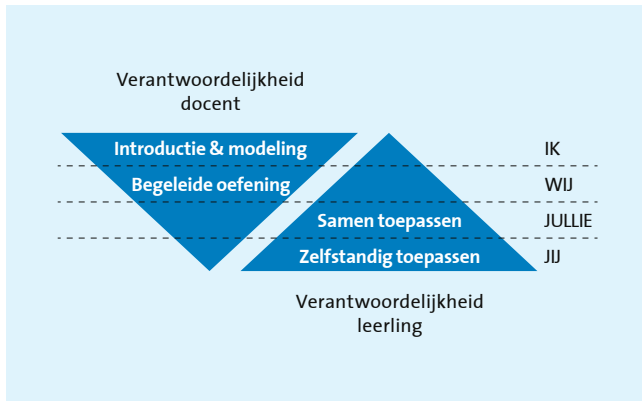 Verantwoordelijkheid
docent
Introductie & modeling
IK
Begeleide oefening
WIJ
Samen toepassen
JULLIE
Zelfstandig toepassen
JIJ
Verantwoordelijkheid
leerling